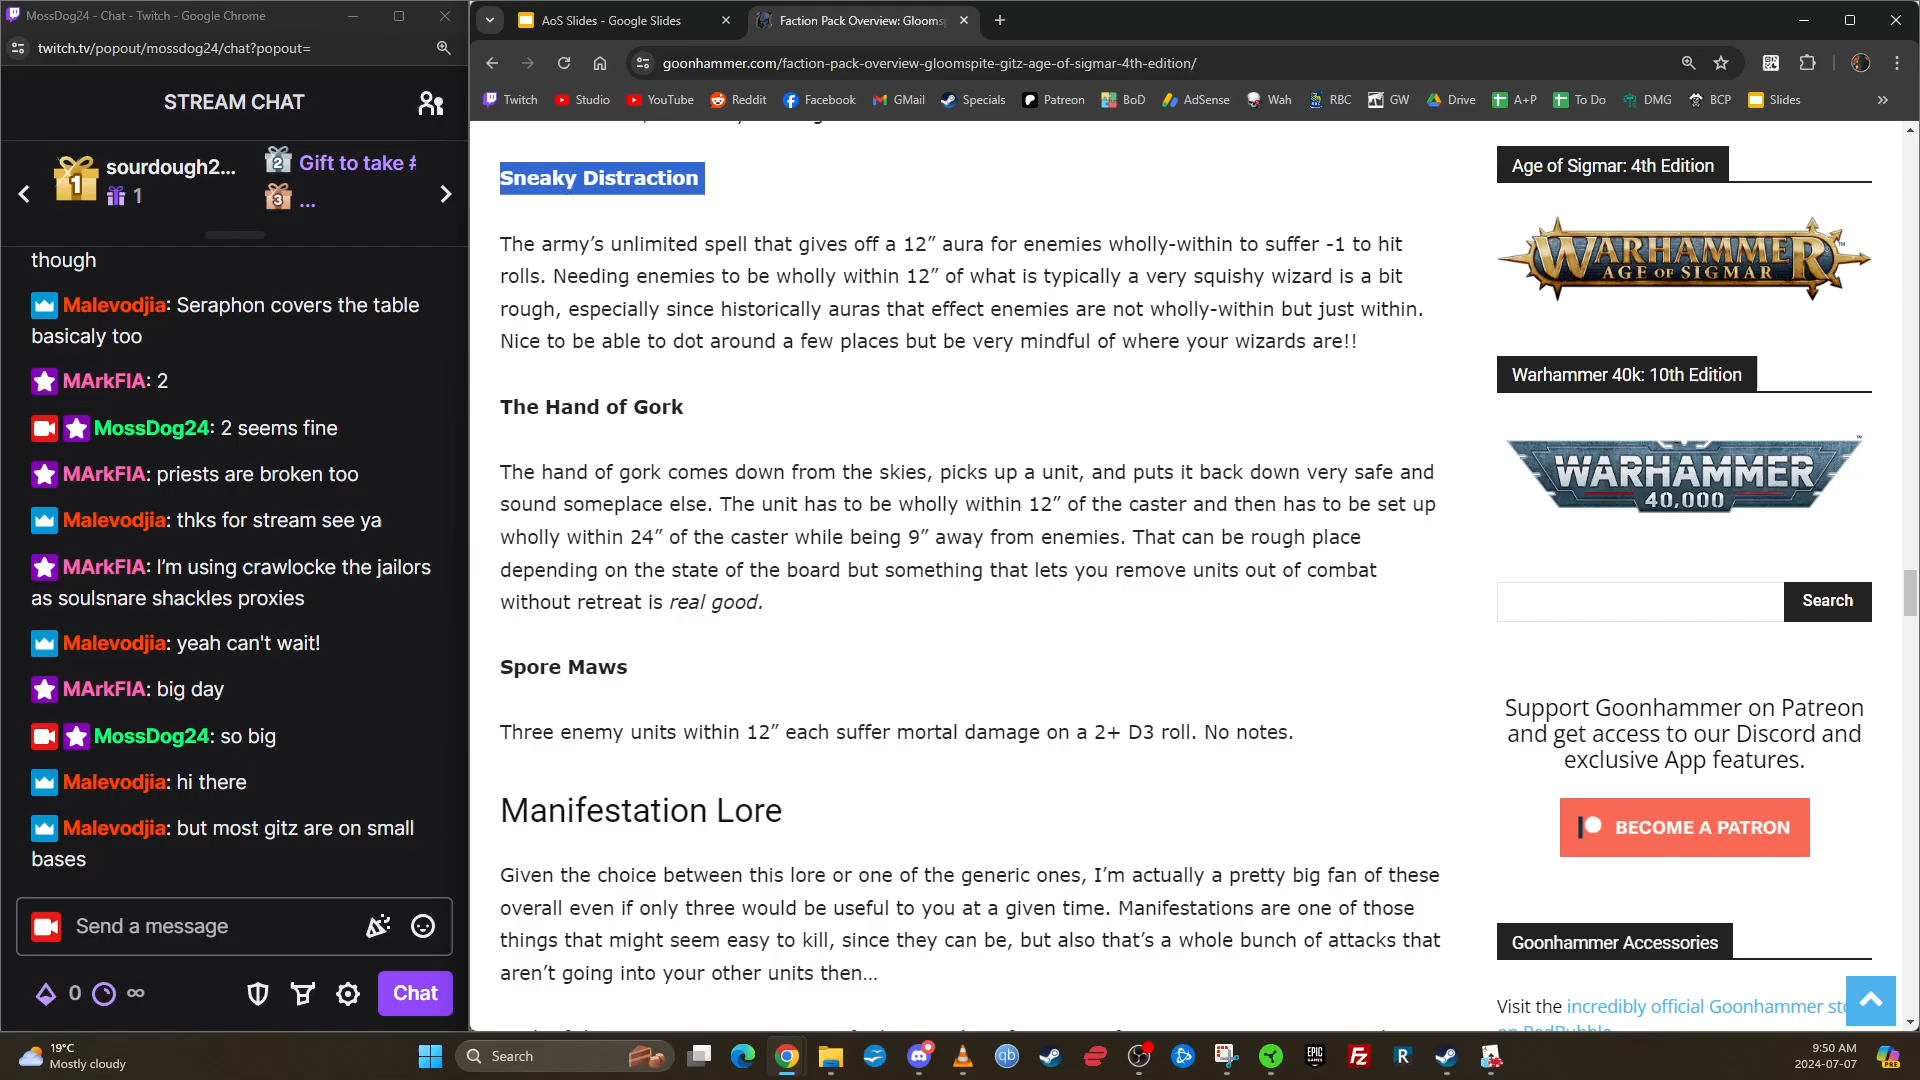 MossDog24 - Chat - Twitch - Google Chrome
twitch.tv/popout/mossdog24/chat?popout=
STREAM CHAT
1
sourdough2...
1
2
Gift to take #
3
...
though
Malevodjia: Seraphon covers the table
basicaly too
MArkFIA: 2
MossDog24: 2 seems fine
MArkFIA: priests are broken too
Malevodjia: thks for stream see ya
MArkFIA: I'm using crawlocke the jailors
as soulsnare shackles proxies
Malevodjia: yeah can't wait!
MArkFIA: big day
MossDog24: so big
Malevodjia: hi there
Malevodjia: but most gitz are on small
bases
Send a message
0
∞
Chat
AoS Slides - Google Slides
Faction Pack Overview: Glooms
goonhammer.com/faction-pack-overview-gloomspite-gitz-age-of-sigmar-4th-edition/
Twitch
Studio
YouTube
Reddit
Facebook
GMail
Specials
Patreon
BoD
AdSense
Wah
RBC
GW
Drive
A+P
To Do
DMG
BCP
Slides
Sneaky Distraction
The army's unlimited spell that gives off a 12″ aura for enemies wholly-within to suffer -1 to hit
rolls. Needing enemies to be wholly within 12″ of what is typically a very squishy wizard is a bit
rough, especially since historically auras that effect enemies are not wholly-within but just within.
Nice to be able to dot around a few places but be very mindful of where your wizards are!!
The Hand of Gork
The hand of gork comes down from the skies, picks up a unit, and puts it back down very safe and
sound someplace else. The unit has to be wholly within 12″ of the caster and then has to be set up
wholly within 24″ of the caster while being 9″ away from enemies. That can be rough place
depending on the state of the board but something that lets you remove units out of combat
without retreat is real good.
Spore Maws
Three enemy units within 12″ each suffer mortal damage on a 2+ D3 roll. No notes.
Manifestation Lore
Given the choice between this lore or one of the generic ones, I'm actually a pretty big fan of these
overall even if only three would be useful to you at a given time. Manifestations are one of those
things that might seem easy to kill, since they can be, but also that's a whole bunch of attacks that
aren't going into your other units then…
Age of Sigmar: 4th Edition
WARHAMMER
AGE OF SIGMAR
Warhammer 40k: 10th Edition
WARHAMMER
40,000
Search
Support Goonhammer on Patreon
and get access to our Discord and
exclusive App features.
BECOME A PATRON
Goonhammer Accessories
Visit the incredibly official Goonhammer sto
on RedBubble
19°C
Mostly cloudy
Search
qb
EPIC
GAMES
FZ
R
PRE
9:50 AM
2024-07-07